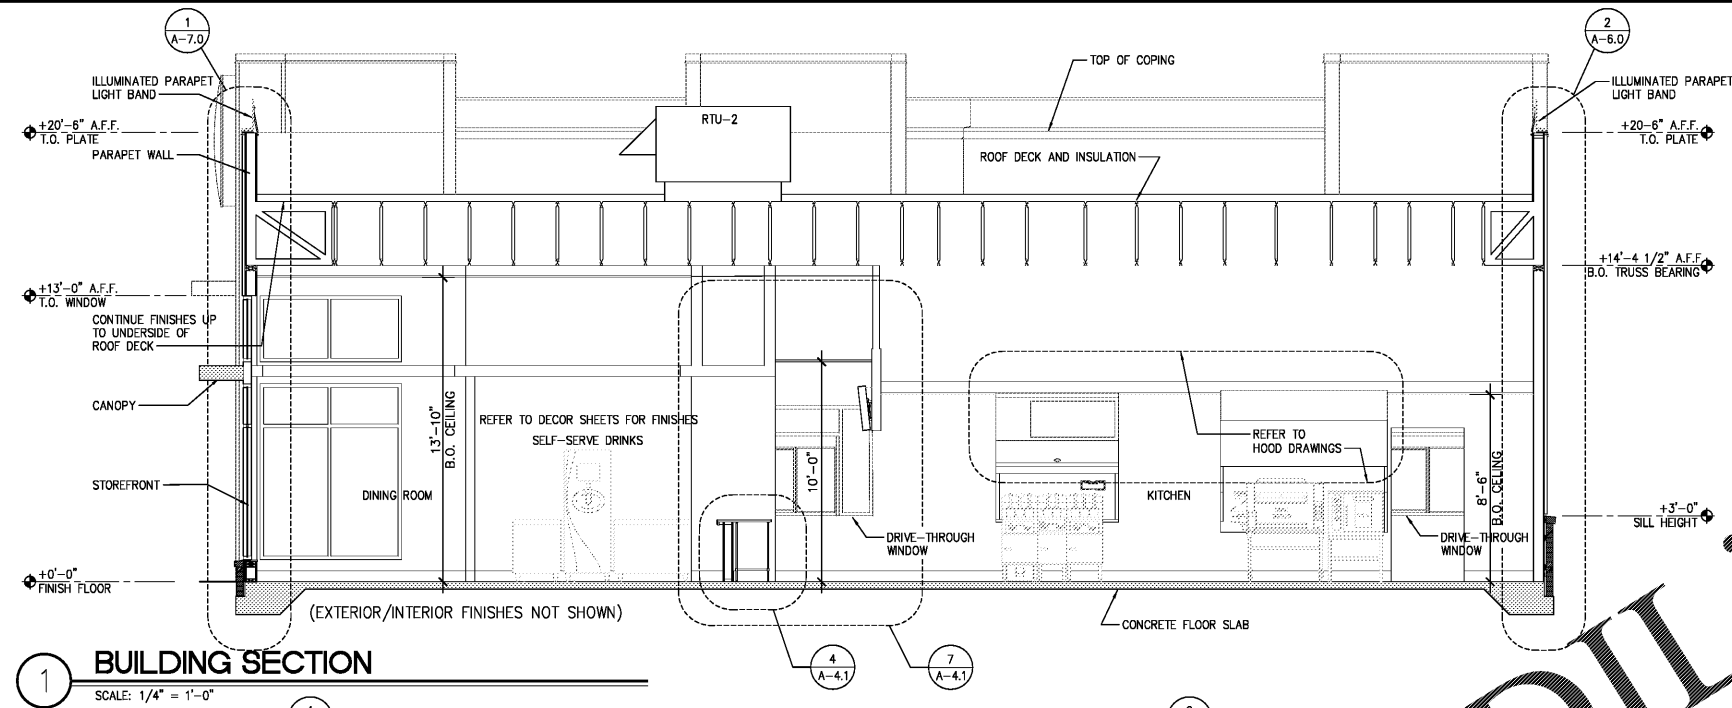 1
A-7.0
2
A-6.0
ILLUMINATED PARAPET
LIGHT BAND
TOP OF COPING
ILLUMINATED PARAPET
LIGHT BAND
RTU-2
+20'-6" A.F.F.
T.O. PLATE
+20-6" A.F.F.
T.O. PLATE
PARAPET WALL
ROOF DECK AND INSULATION
+14'-4 1/2" A.F.F.
B.O. TRUSS BEARING
+13'-0" A.F.F.
T.O. WINDOW
CONTINUE FINISHES UP
TO UNDERSIDE OF
ROOF DECK
CANOPY
13'-10"
B.O. CEILING
REFER TO DECOR SHEETS FOR FINISHES
SELF-SERVE DRINKS
10'-0"
REFER TO
HOOD DRAWINGS
8'-6"
B.O. CEILING
STOREFRONT
DINING ROOM
KITCHEN
+3'-0"
SILL HEIGHT
DRIVE-THROUGH
WINDOW
DRIVE-THROUGH
WINDOW
+0'-0"
FINISH FLOOR
(EXTERIOR/INTERIOR FINISHES NOT SHOWN)
CONCRETE FLOOR SLAB
4
A-4.1
7
A-4.1
1
BUILDING SECTION
SCALE: 1/4" = 1'-0"